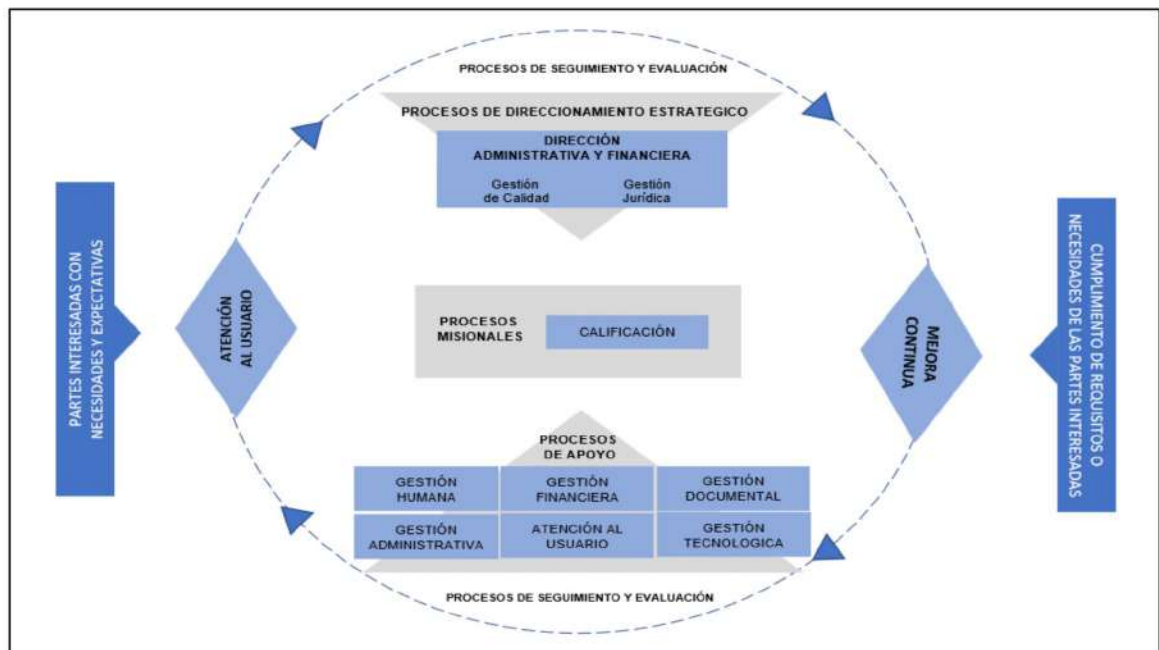 PROCESOS DE SEGUIMIENTO Y EVALUACIÓN
PROCESOS DE DIRECCIONAMIENTO ESTRATEGICO
DIRECCIÓN
ADMINISTRATIVA Y FINANCIERA
Gestión
de Calidad
Gestión
Jurídica
PARTES INTERESADAS CON
NECESIDADES Y EXPECTATIVAS
ATENCIÓN
AL USUARIO
PROCESOS
MISIONALES
CALIFICACIÓN
MEJORA
CONTINUA
CUMPLIMIENTO DE REQUISITOS O
NECESIDADES DE LAS PARTES INTERESADAS
PROCESOS
DE APOYO
GESTIÓN
HUMANA
GESTIÓN
FINANCIERA
GESTIÓN
DOCUMENTAL
GESTIÓN
ADMINISTRATIVA
ATENCIÓN AL
USUARIO
GESTIÓN
TECNOLOGICA
PROCESOS DE SEGUIMIENTO Y EVALUACIÓN